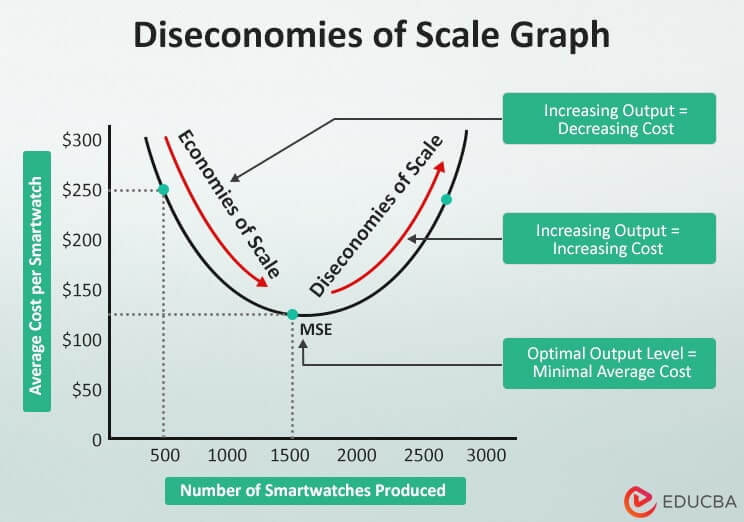 Diseconomies of Scale Graph
Average Cost per Smartwatch
$300
$250
$200
$150
$100
$50
0
Economies of Scale
Diseconomies of Scale
MSE
Increasing Output =
Decreasing Cost
Increasing Output =
Increasing Cost
Optimal Output Level =
Minimal Average Cost
500 1000 1500 2000 2500 3000
Number of Smartwatches Produced
EDUCBA